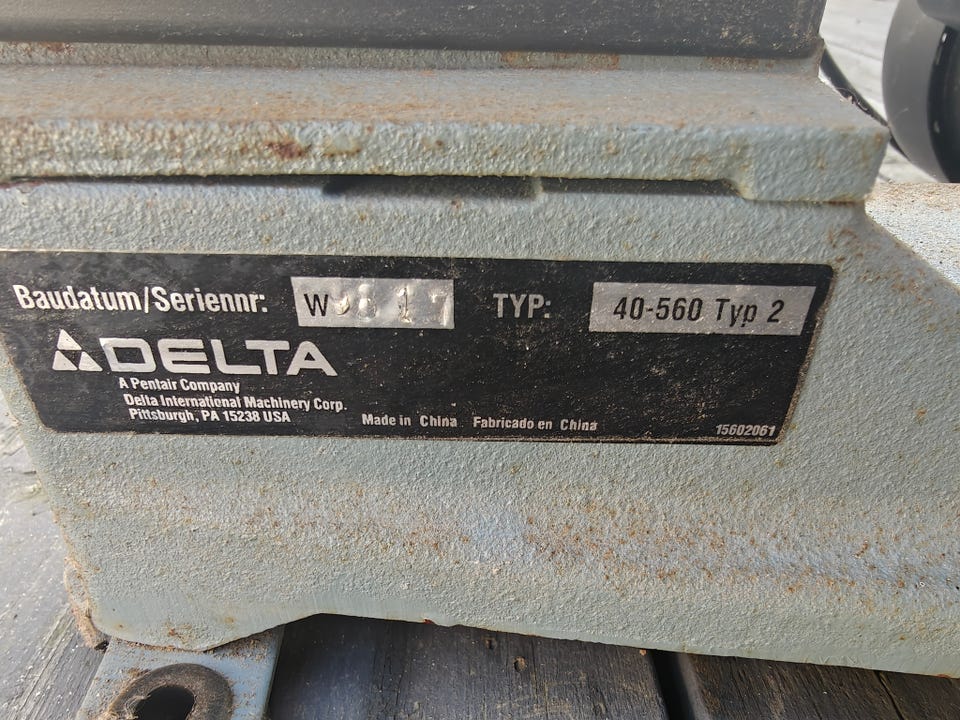 Baudatum/Seriennr: W9817 TYP: 40-560 Typ 2
DELTA
A Pentair Company
Delta International Machinery Corp.
Pittsburgh, PA 15238 USA
Made in China Fabricado en China
15602061